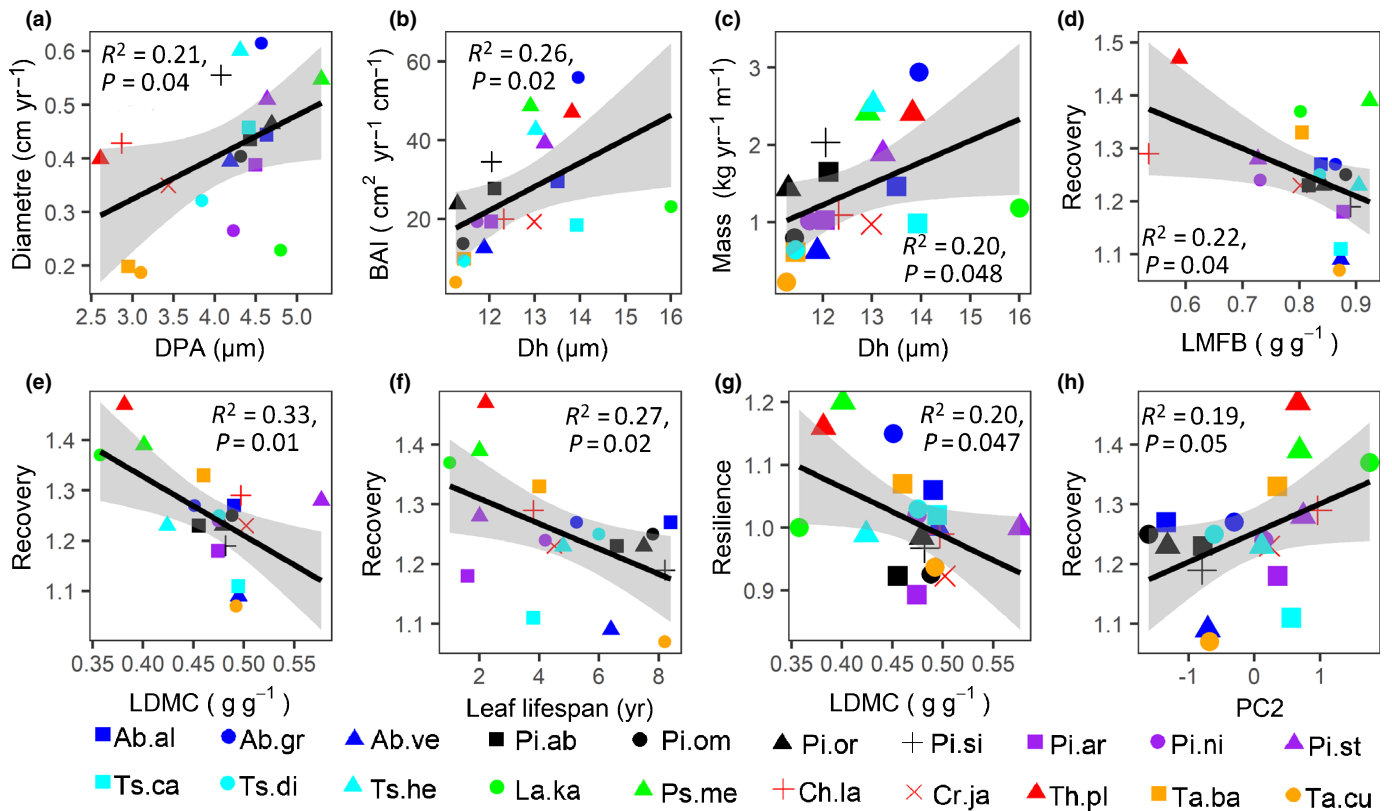 (a)
R² = 0.21,
P = 0.04
Diametre (cm yr⁻¹)
0.6
0.5
0.4
0.3
0.2
2.5 3.0 3.5 4.0 4.5 5.0
DPA (µm)
(b)
R² = 0.26,
P = 0.02
BAI ( cm² yr⁻¹ cm⁻¹)
60
40
20
12 13 14 15 16
Dh (µm)
(c)
R² = 0.20,
P = 0.048
Mass (kg yr⁻¹ m⁻¹)
3
2
1
0
12 13 14 15 16
Dh (µm)
(d)
R² = 0.22,
P = 0.04
Recovery
1.5
1.4
1.3
1.2
1.1
0.6 0.7 0.8 0.9
LMFB ( g g⁻¹)
(e)
R² = 0.33,
P = 0.01
Recovery
1.4
1.3
1.2
1.1
0.35 0.40 0.45 0.50 0.55
LDMC ( g g⁻¹)
(f)
R² = 0.27,
P = 0.02
Recovery
1.4
1.3
1.2
1.1
2 4 6 8
Leaf lifespan (yr)
(g)
R² = 0.20,
P = 0.047
Resilience
1.2
1.1
1.0
0.9
0.35 0.40 0.45 0.50 0.55
LDMC ( g g⁻¹)
(h)
R² = 0.19,
P = 0.05
Recovery
1.4
1.3
1.2
1.1
-1 0 1
PC2
Ab.al Ab.gr Ab.ve Pi.ab Pi.om Pi.or Pi.si Pi.ar Pi.ni Pi.st
Ts.ca Ts.di Ts.he La.ka Ps.me Ch.la Cr.ja Th.pl Ta.ba Ta.cu